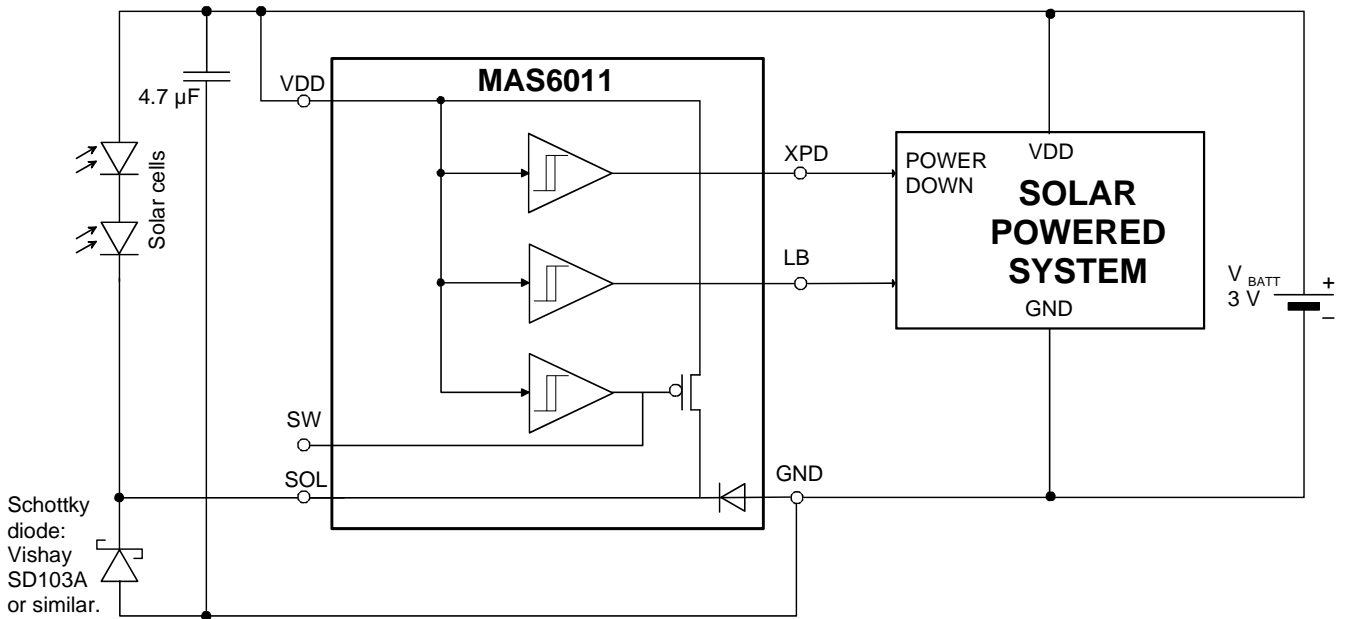 MAS6011
VDD
4.7 µF
Solar cells
XPD
POWER
DOWN
VDD
SOLAR
POWERED
SYSTEM
GND
LB
V BATT
3 V
+
–
SW
SOL
GND
Schottky
diode:
Vishay
SD103A
or similar.